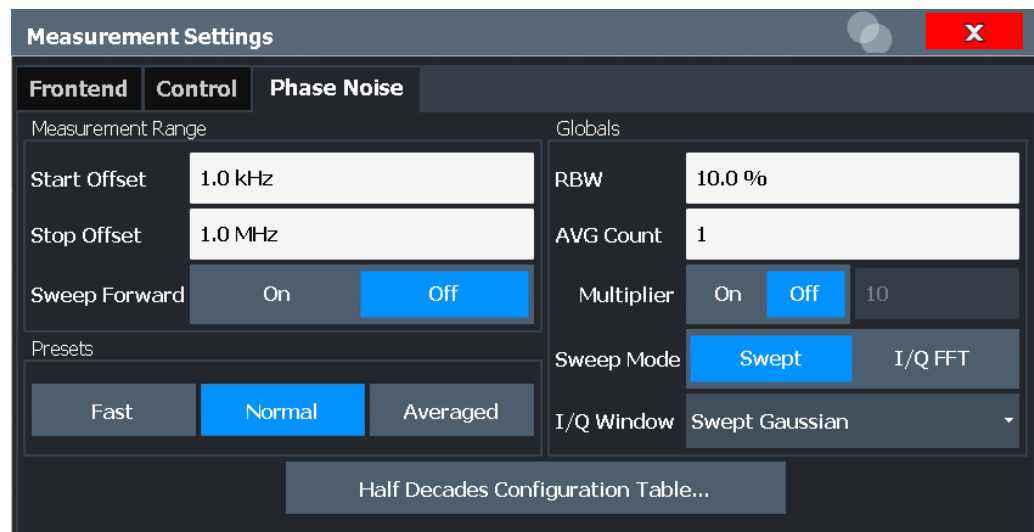 Measurement Settings X
Frontend Control Phase Noise
Measurement Range
Start Offset 1.0 kHz
Stop Offset 1.0 MHz
Sweep Forward On Off
Presets
Fast Normal Averaged
Globals
RBW 10.0 %
AVG Count 1
Multiplier On Off 10
Sweep Mode Swept I/Q FFT
I/Q Window Swept Gaussian
Half Decades Configuration Table...